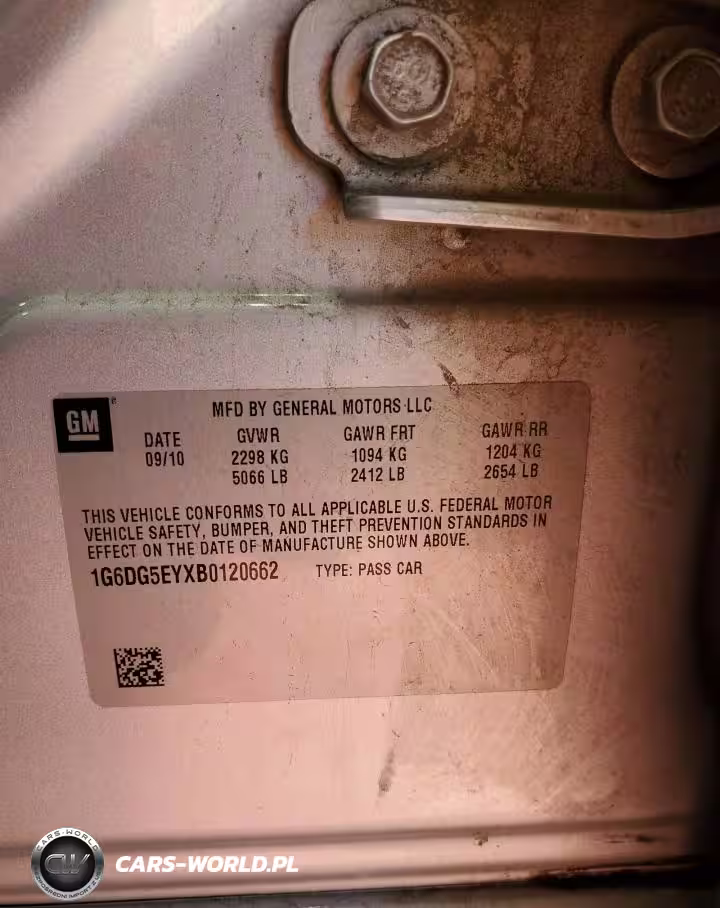 GM
MFD BY GENERAL MOTORS LLC
DATE GVWR GAWR FRT GAWR RR
09/10 2298 KG 1094 KG 1204 KG
5066 LB 2412 LB 2654 LB
THIS VEHICLE CONFORMS TO ALL APPLICABLE U.S. FEDERAL MOTOR
VEHICLE SAFETY, BUMPER, AND THEFT PREVENTION STANDARDS IN
EFFECT ON THE DATE OF MANUFACTURE SHOWN ABOVE.
1G6DG5EYXB0120662 TYPE: PASS CAR
CARS-WORLD
CW
CARS-WORLD.PL